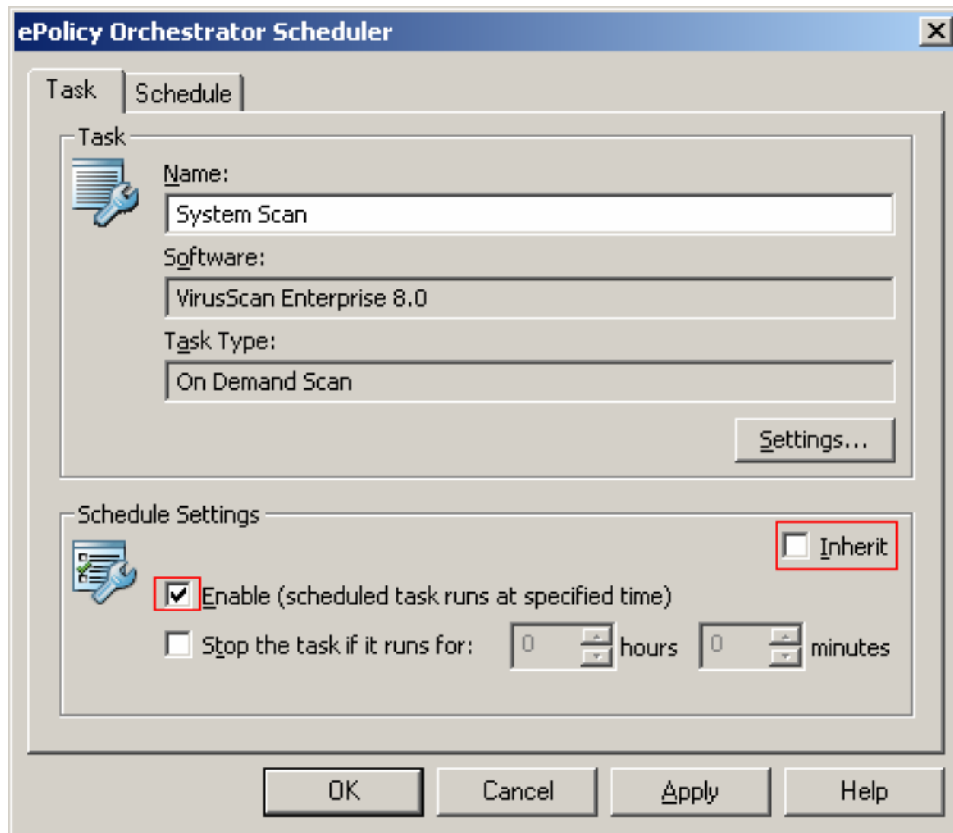 ePolicy Orchestrator Scheduler
Task Schedule
Task
Name:
System Scan
Software:
VirusScan Enterprise 8.0
Task Type:
On Demand Scan
Settings...
Schedule Settings
Inherit
Enable (scheduled task runs at specified time)
Stop the task if it runs for: 0 hours 0 minutes
OK Cancel Apply Help